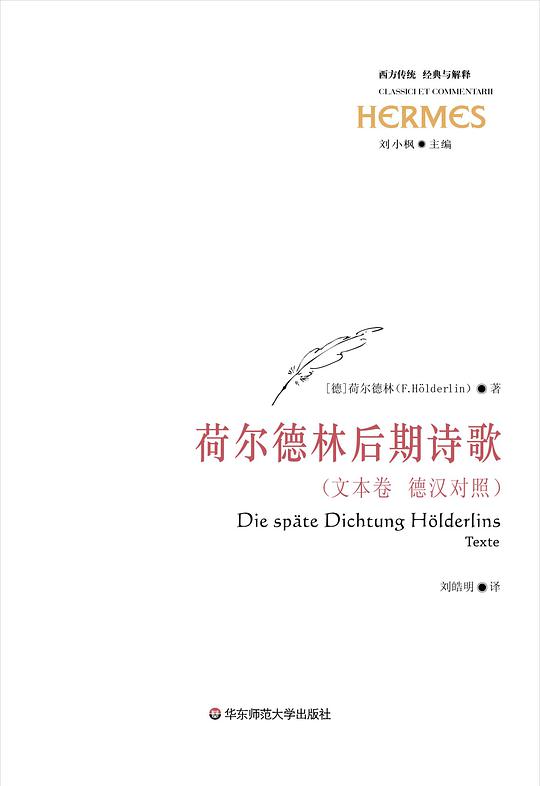 西方传统 经典与解释
CLASSICI ET COMMENTARII
HERMES
刘小枫●主编
[德]荷尔德林(F.Hölderlin)●著
荷尔德林后期诗歌
(文本卷 德汉对照)
Die späte Dichtung Hölderlins
Texte
刘皓明●译
华东师范大学出版社